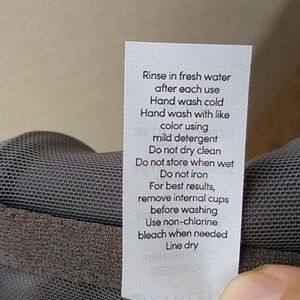 Rinse in fresh water
after each use
Hand wash cold
Hand wash with like
color using
mild detergent
Do not dry clean
Do not store when wet
Do not iron
For best results,
remove internal cups
before washing
Use non-chlorine
bleach when needed
Line dry